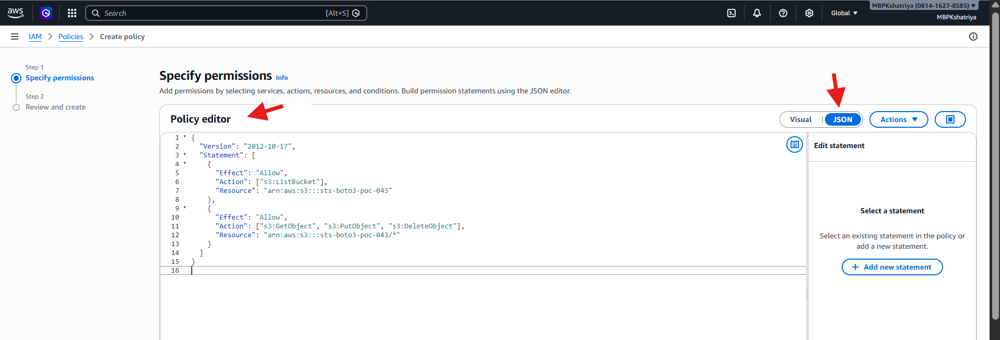 aws
Search [Alt+S]
Global
MBPKshatriya (0814-1627-8585)
MBPKshatriya
IAM Policies Create policy
Step 1
Specify permissions
Step 2
Review and create
Specify permissions Info
Add permissions by selecting services, actions, resources, and conditions. Build permission statements using the JSON editor.
Policy editor
Visual JSON Actions
1 {
2 "Version": "2012-10-17",
3 "Statement": [
4 {
5 "Effect": "Allow",
6 "Action": ["s3:ListBucket"],
7 "Resource": "arn:aws:s3:::sts-boto3-poc-043"
8 },
9 {
10 "Effect": "Allow",
11 "Action": ["s3:GetObject", "s3:PutObject", "s3:DeleteObject"],
12 "Resource": "arn:aws:s3:::sts-boto3-poc-043/*"
13 }
14 ]
15 }
16
Edit statement
Select a statement
Select an existing statement in the policy or
add a new statement.
+ Add new statement